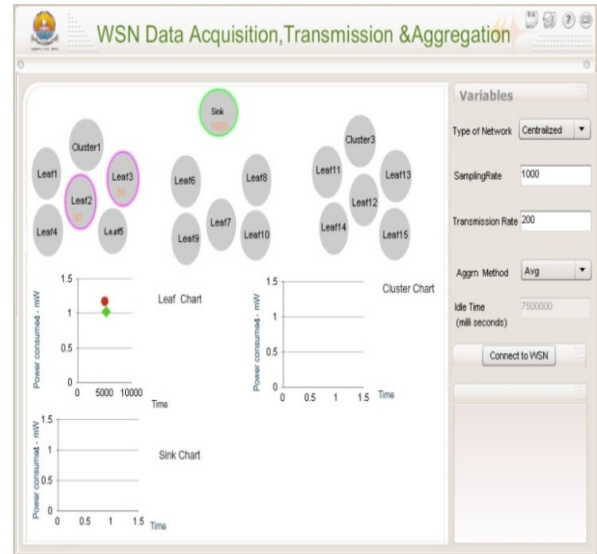 WSN Data Acquisition,Transmission &Aggregation
Sink
1000
Cluster1
Leaf1
Leaf3
30
Leaf2
30
Leaf4
Leaf5
Leaf6
Leaf8
Leaf7
Leaf9
Leaf10
Cluster3
Leaf11
Leaf13
Leaf12
Leaf14
Leaf15
Leaf Chart
Power consumed - mW
1.5
1
0.5
0
0
5000
10000
Time
Cluster Chart
Power consumed - mW
1.5
1
0.5
0
0
0.5
1
1.5
Time
Sink Chart
Power consumed - mW
1.5
1
0.5
0
0
0.5
1
1.5
Time
Variables
Type of Network Centralized
SamplingRate 1000
Transmission Rate 200
Aggrn Method Avg
Idle Time 7500000
(milli seconds)
Connect to WSN